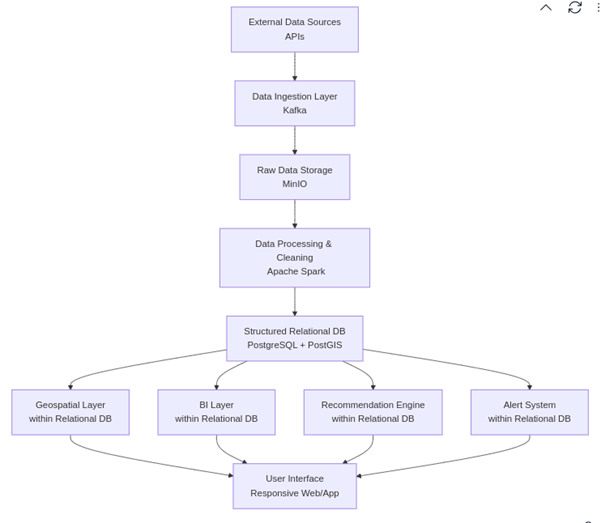 External Data Sources
APIs
Data Ingestion Layer
Kafka
Raw Data Storage
MinIO
Data Processing &
Cleaning
Apache Spark
Structured Relational DB
PostgreSQL + PostGIS
Geospatial Layer
within Relational DB
BI Layer
within Relational DB
Recommendation Engine
within Relational DB
Alert System
within Relational DB
User Interface
Responsive Web/App